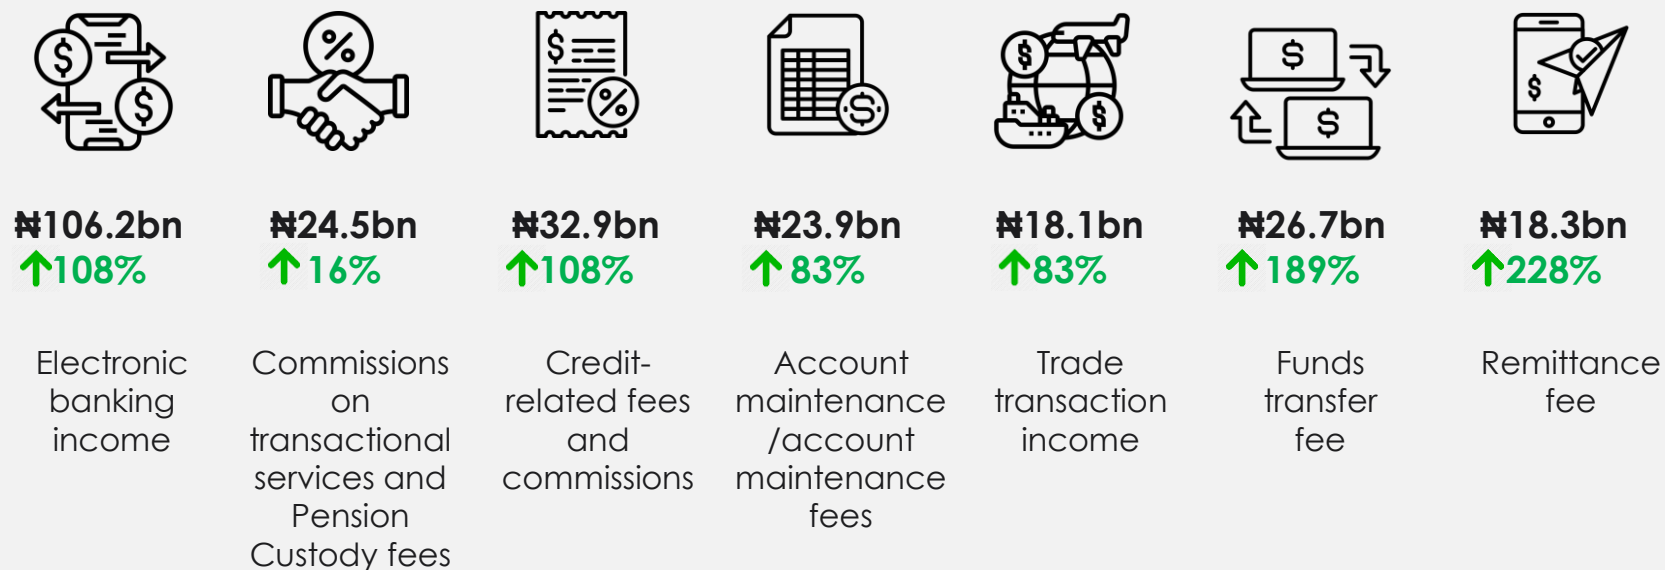 ₦106.2bn
108%
Electronic
banking
income
₦24.5bn
16%
Commissions
on
transactional
services and
Pension
Custody fees
₦32.9bn
108%
Credit-
related fees
and
commissions
₦23.9bn
83%
Account
maintenance
/account
maintenance
fees
₦18.1bn
83%
Trade
transaction
income
₦26.7bn
189%
Funds
transfer
fee
₦18.3bn
228%
Remittance
fee